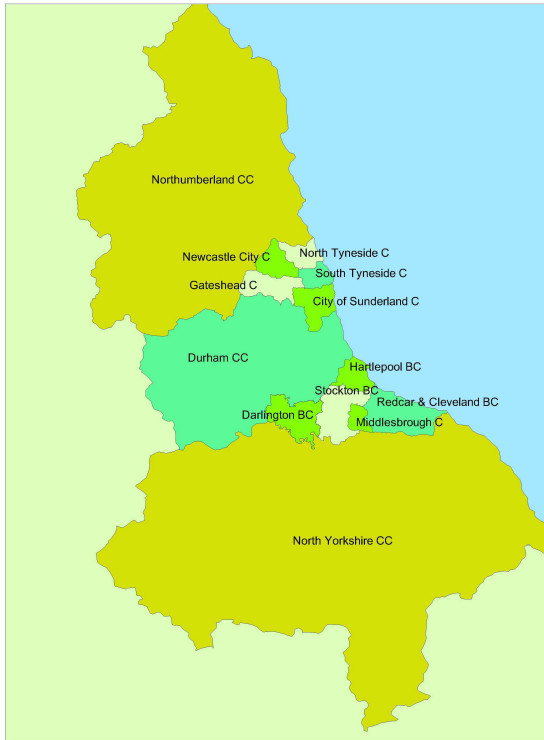 Northumberland CC
North Tyneside C
Newcastle City C
South Tyneside C
Gateshead C
City of Sunderland C
Durham CC
Hartlepool BC
Stockton BC
Redcar & Cleveland BC
Darlington BC
Middlesbrough C
North Yorkshire CC